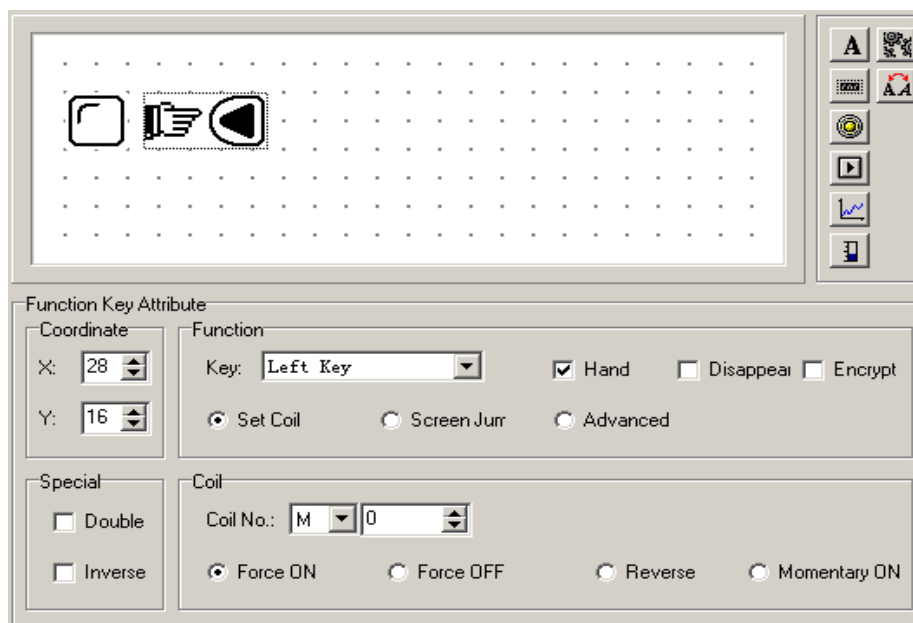 A
A A
Function Key Attribute
Coordinate
Function
X: 28
Key: Left Key
Hand
Disappear
Encrypt
Y: 16
Set Coil
Screen Jum
Advanced
Special
Coil
Double
Coil No.: M 0
Inverse
Force ON
Force OFF
Reverse
Momentary ON